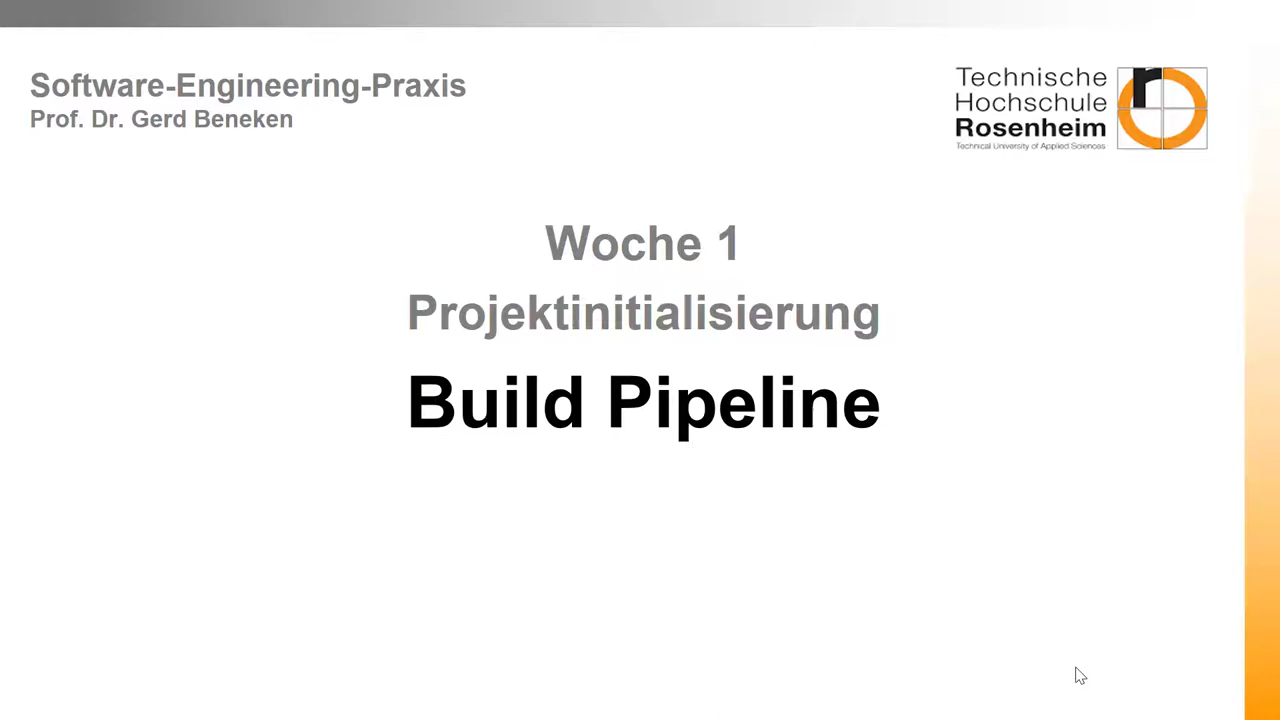 Software-Engineering-Praxis
Prof. Dr. Gerd Beneken
Technische
Hochschule
Rosenheim
Technical University of Applied Sciences
Woche 1
Projektinitialisierung
Build Pipeline